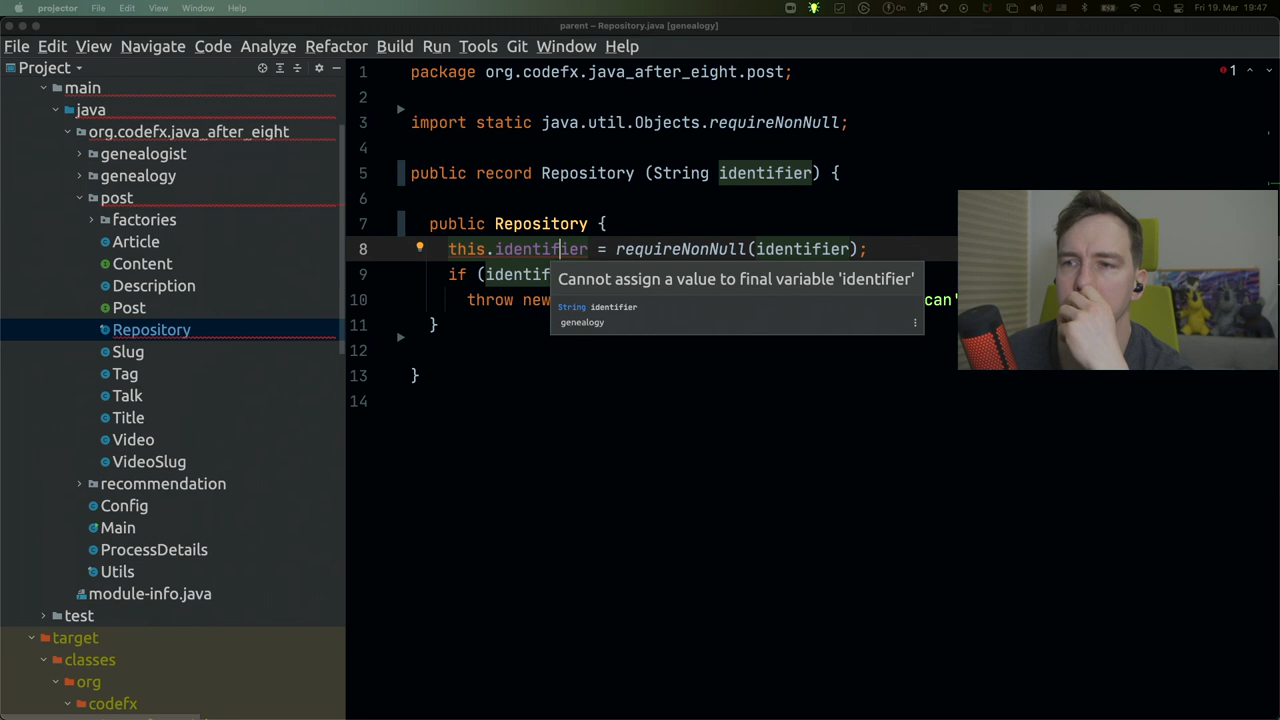 projector File Edit View Window Help
On
Fri 19. Mar 19:47
parent – Repository.java [genealogy]
File Edit View Navigate Code Analyze Refactor Build Run Tools Git Window Help
Project
main
java
org.codefx.java_after_eight
genealogist
genealogy
post
factories
Article
Content
Description
Post
Repository
Slug
Tag
Talk
Title
Video
VideoSlug
recommendation
Config
Main
ProcessDetails
Utils
module-info.java
test
target
classes
org
codefx
1 package org.codefx.java_after_eight.post;
2
3 import static java.util.Objects.requireNonNull;
4
5 public record Repository (String identifier) {
6
7 public Repository {
8 this.identifier = requireNonNull(identifier);
9 if (identif
10 throw new can'
11 }
12
13 }
14
1
Cannot assign a value to final variable 'identifier'
String identifier
genealogy